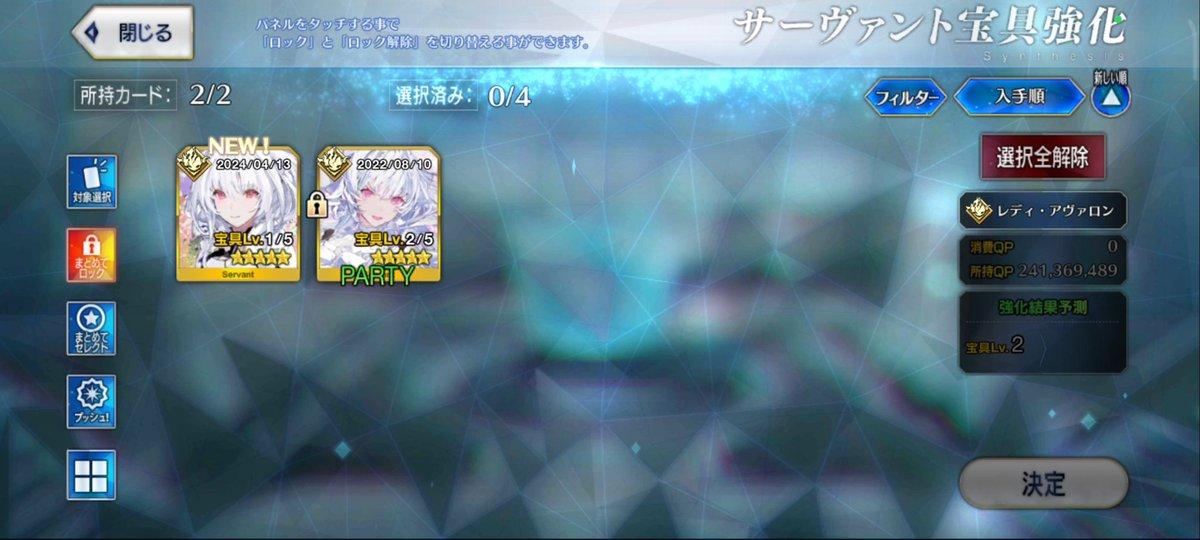 閉じる
パネルをタッチする事で
「ロック」と「ロック解除」を切り替える事ができます。
サーヴァント宝具強化
Synthesis
所持カード: 2/2
選択済み: 0/4
フィルター
入手順
新しい順
選択全解除
対象選択
NEW!
2024/04/13
宝具Lv.1/5
Servant
2022/08/10
宝具Lv.2/5
PARTY
レディ・アヴァロン
消費QP 0
所持QP 241,369,489
強化結果予測
宝具Lv.2
まとめて
ロック
まとめて
セレクト
プッシュ!
決定